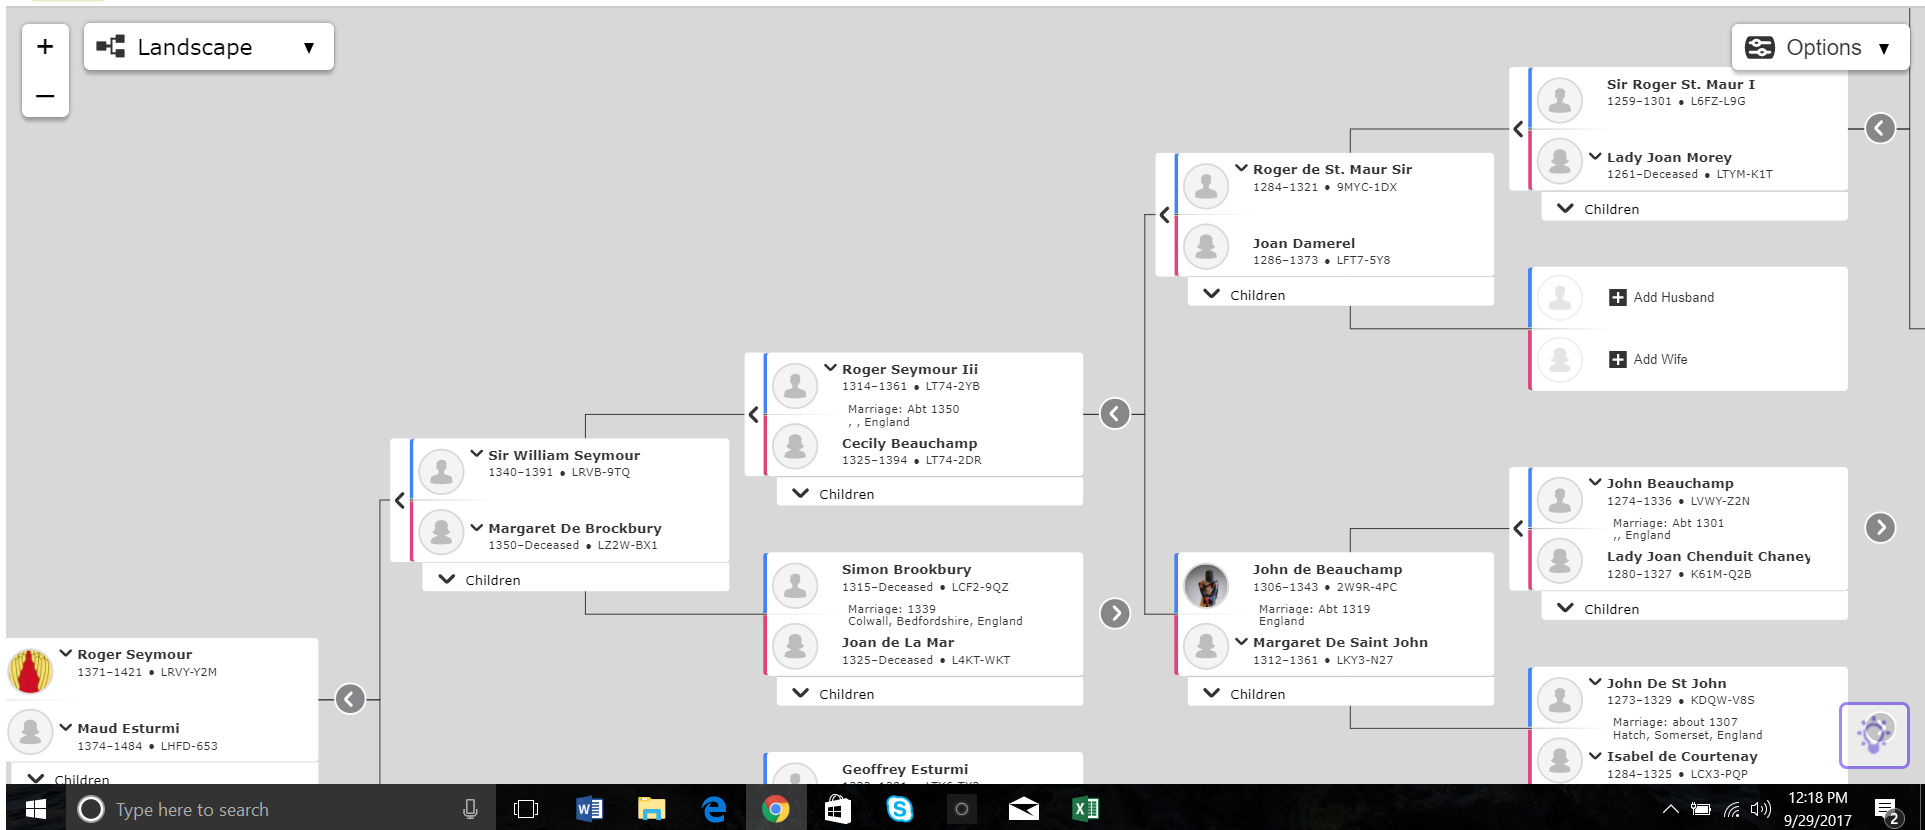 +
Landscape
−
Options
Sir Roger St. Maur I
1259–1301 • L6FZ-L9G
Lady Joan Morey
1261–Deceased • LTYM-K1T
Children
Roger de St. Maur Sir
1284–1321 • 9MYC-1DX
Joan Damerel
1286–1373 • LFT7-5Y8
Children
Add Husband
Add Wife
Roger Seymour Iii
1314–1361 • LT74-2YB
Marriage: Abt 1350
, , England
Cecily Beauchamp
1325–1394 • LT74-2DR
Children
Sir William Seymour
1340–1391 • LRVB-9TQ
Margaret De Brockbury
1350–Deceased • LZ2W-BX1
Children
John Beauchamp
1274–1336 • LVWY-Z2N
Marriage: Abt 1301
,, England
Lady Joan Chenduit Chaney
1280–1327 • K61M-Q2B
Children
Simon Brookbury
1315–Deceased • LCF2-9QZ
Marriage: 1339
Colwall, Bedfordshire, England
Joan de La Mar
1325–Deceased • L4KT-WKT
Children
John de Beauchamp
1306–1343 • 2W9R-4PC
Marriage: Abt 1319
England
Margaret De Saint John
1312–1361 • LKY3-N27
Children
Roger Seymour
1371–1421 • LRVY-Y2M
Maud Esturmi
1374–1484 • LHFD-653
Children
John De St John
1273–1329 • KDQW-V8S
Marriage: about 1307
Hatch, Somerset, England
Isabel de Courtenay
1284–1325 • LCX3-PQP
Geoffrey Esturmi
Type here to search
12:18 PM
9/29/2017
2